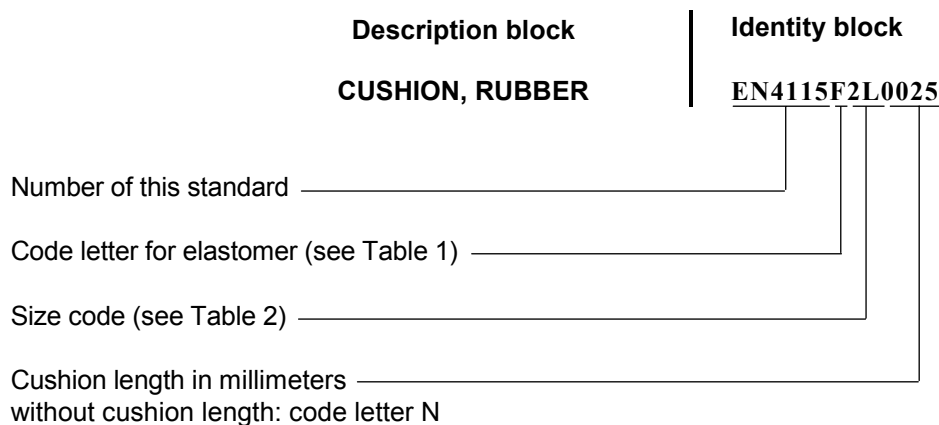 Description block Identity block
CUSHION, RUBBER EN4115F2L0025
Number of this standard
Code letter for elastomer (see Table 1)
Size code (see Table 2)
Cushion length in millimeters
without cushion length: code letter N